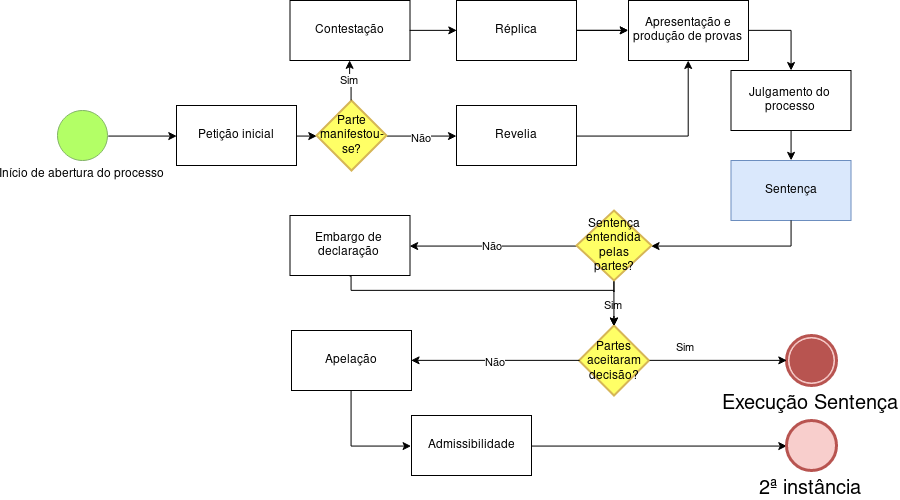 Contestação
Réplica
Apresentação e
produção de provas
Sim
Julgamento do
processo
Petição inicial
Parte
manifestou-
se?
Não
Revelia
Início de abertura do processo
Sentença
Embargo de
declaração
Não
Sentença
entendida
pelas
partes?
Sim
Apelação
Não
Partes
aceitaram
decisão?
Sim
Execução Sentença
Admissibilidade
2ª instância